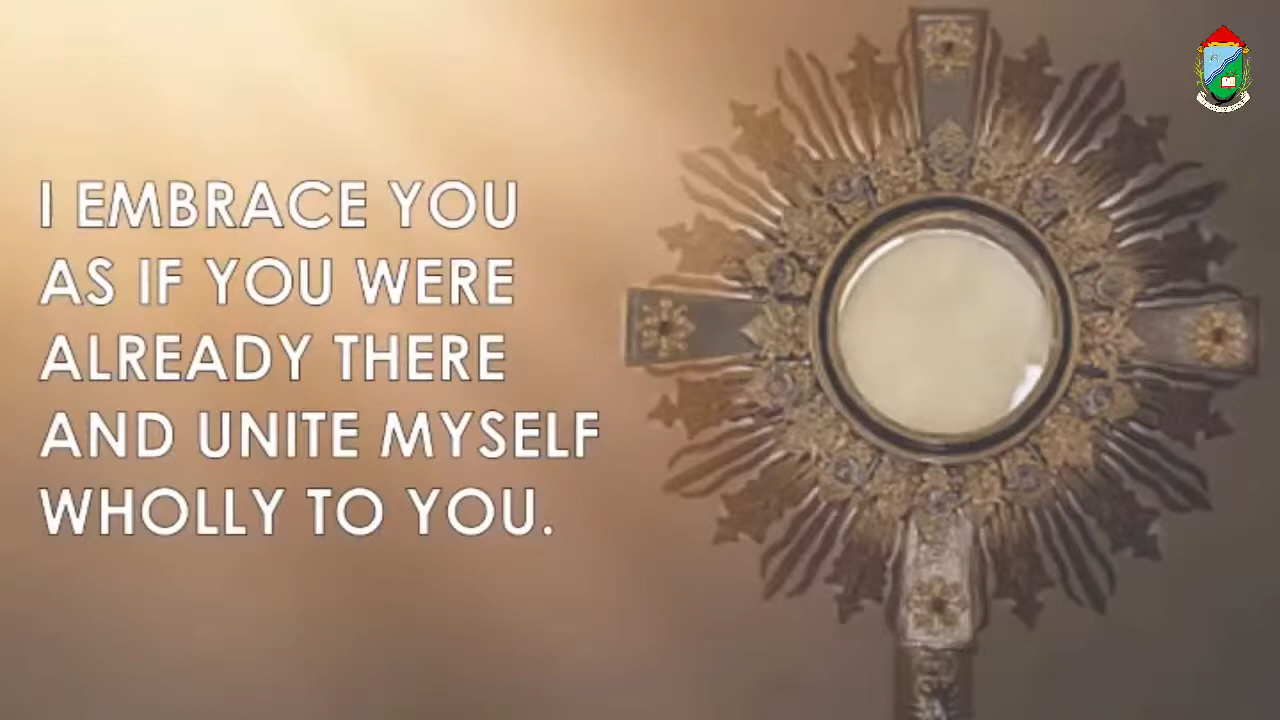 I EMBRACE YOU
AS IF YOU WERE
ALREADY THERE
AND UNITE MYSELF
WHOLLY TO YOU.